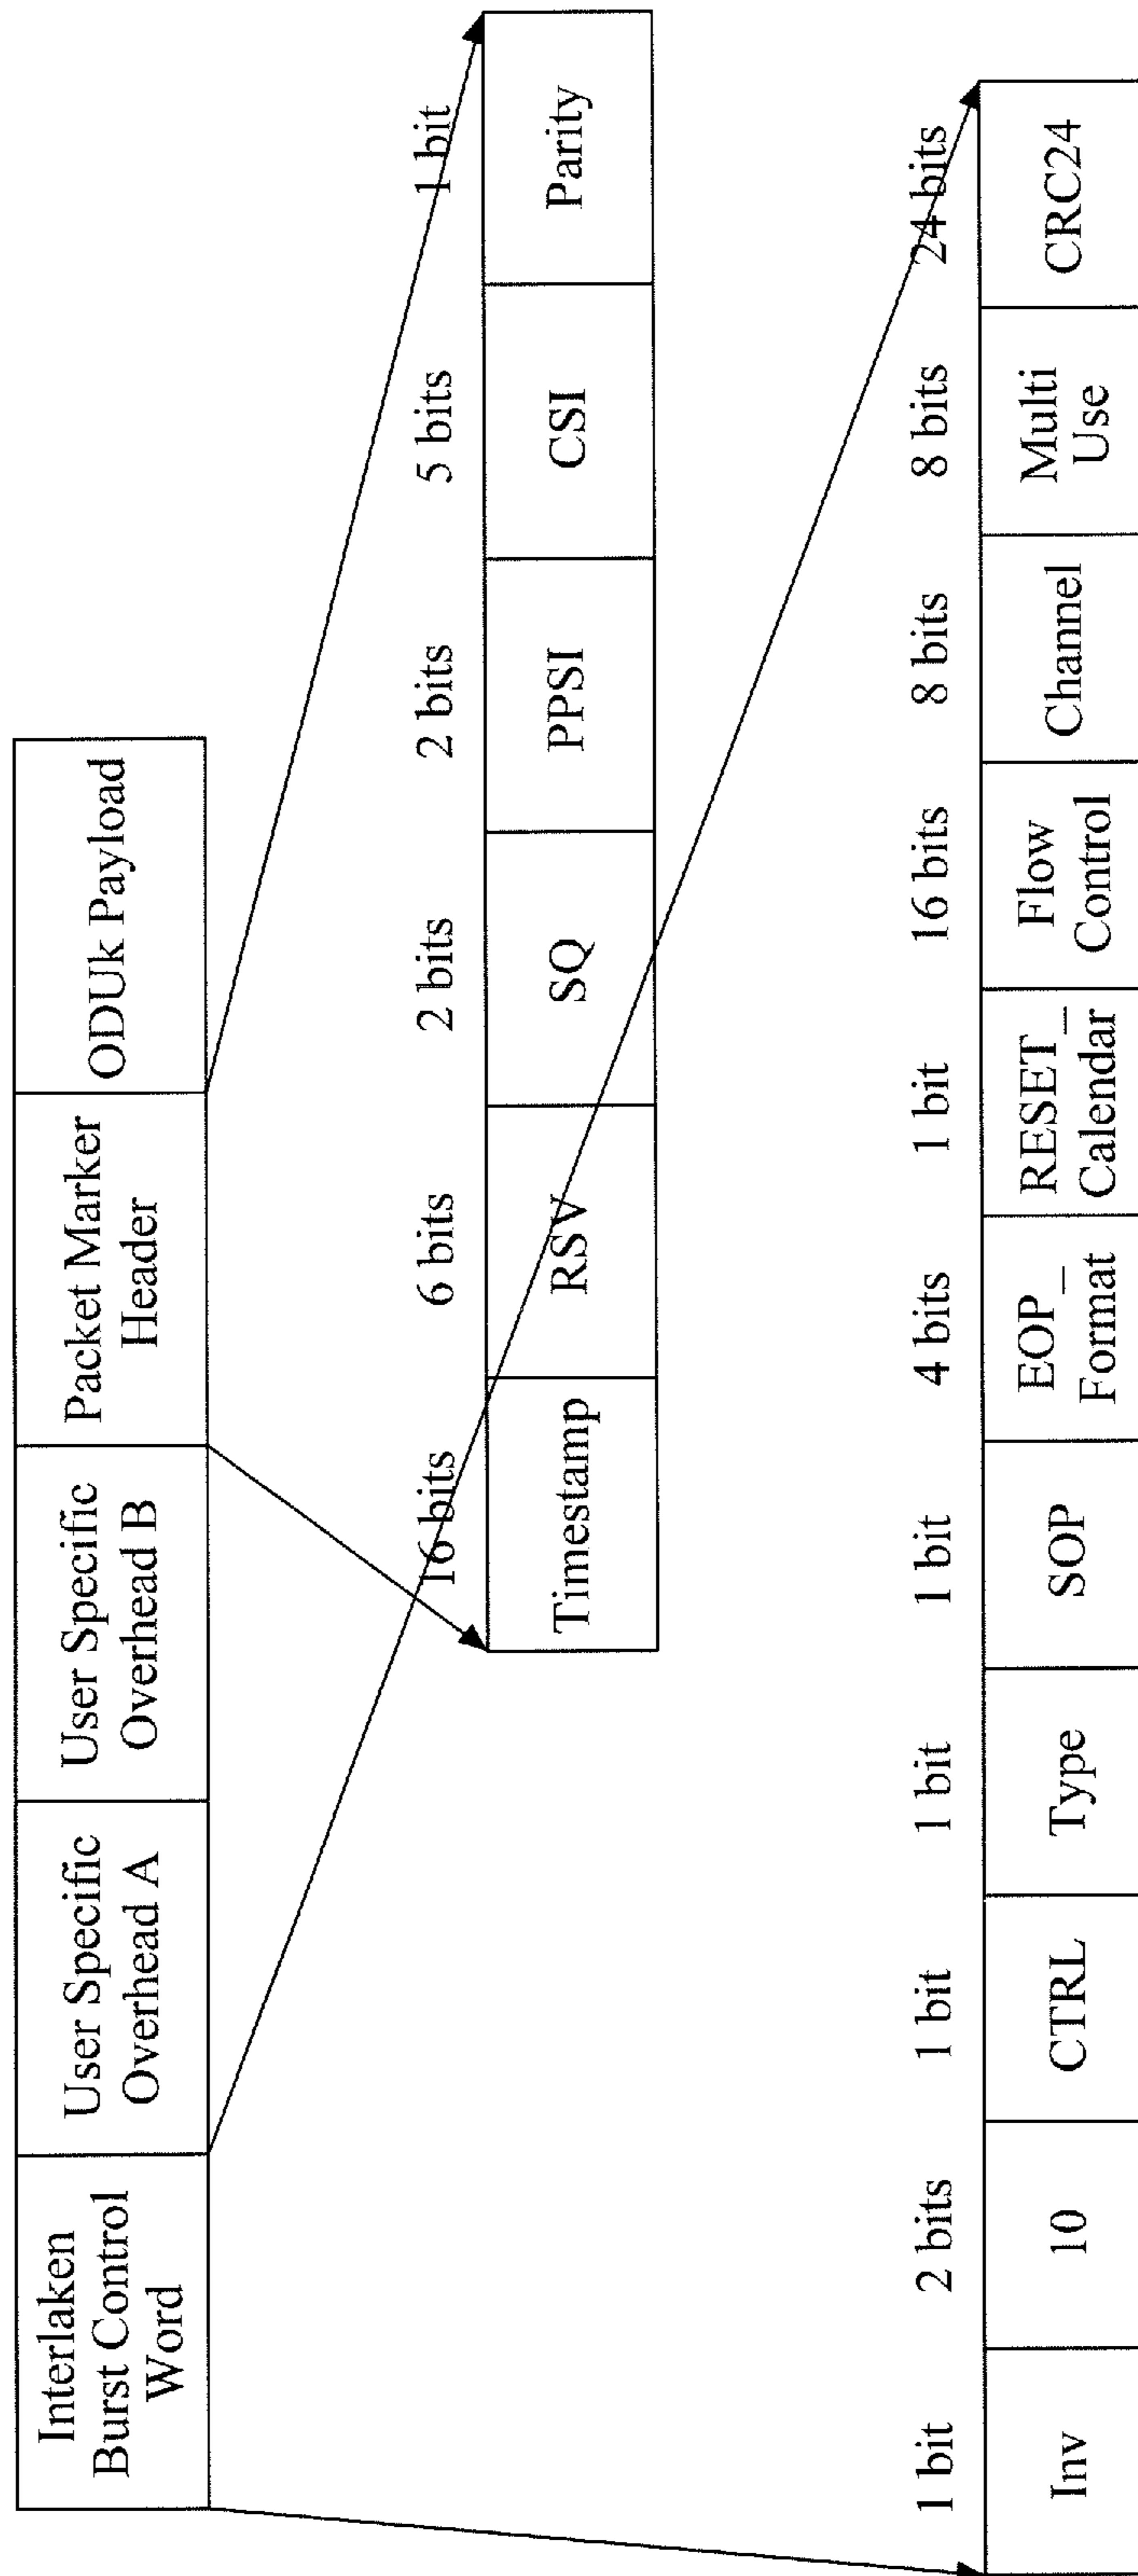 Interlaken
Burst Control
Word
User Specific
Overhead A
User Specific
Overhead B
Packet Marker
Header
ODUk Payload
16 bits
6 bits
2 bits
2 bits
5 bits
1 bit
Timestamp
RSV
SQ
PPSI
CSI
Parity
1 bit
2 bits
1 bit
1 bit
1 bit
4 bits
1 bit
16 bits
8 bits
8 bits
24 bits
Inv
10
CTRL
Type
SOP
EOP_
Format
RESET_
Calendar
Flow
Control
Channel
Multi
Use
CRC24